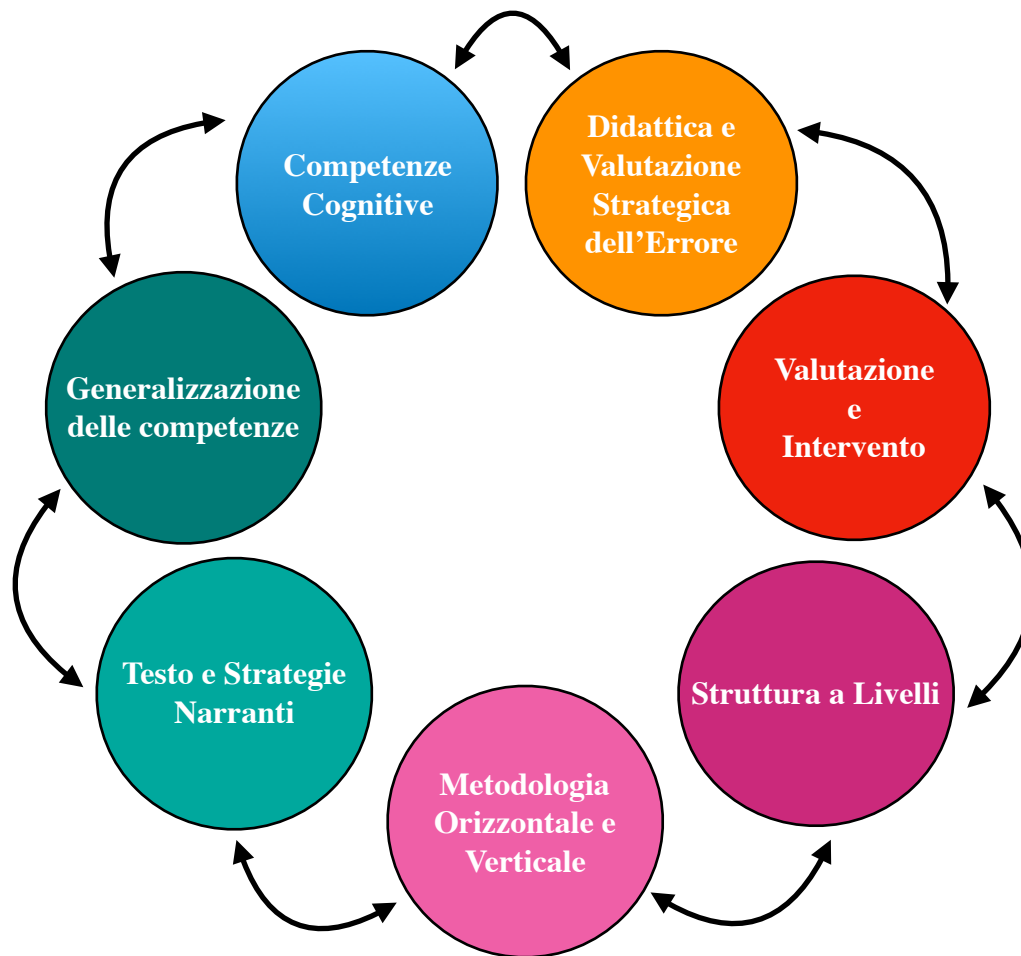 Competenze
Cognitive
Didattica e
Valutazione
Strategica
dell’Errore
Valutazione
e
Intervento
Struttura a Livelli
Metodologia
Orizzontale e
Verticale
Testo e Strategie
Narranti
Generalizzazione
delle competenze